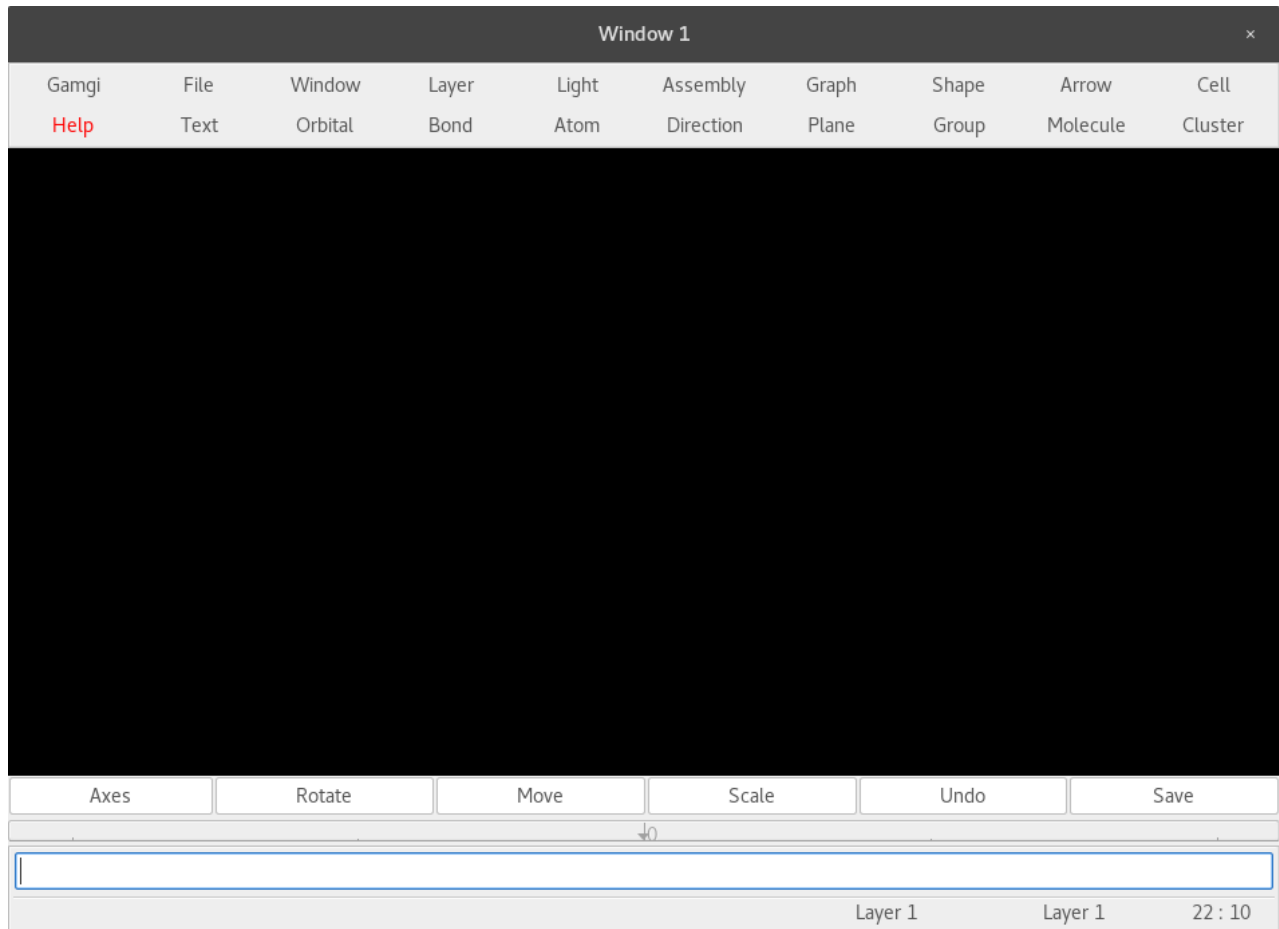 Window 1 ×
Gamgi File Window Layer Light Assembly Graph Shape Arrow Cell
Help Text Orbital Bond Atom Direction Plane Group Molecule Cluster
Axes Rotate Move Scale Undo Save
0
Layer 1 Layer 1 22 : 10